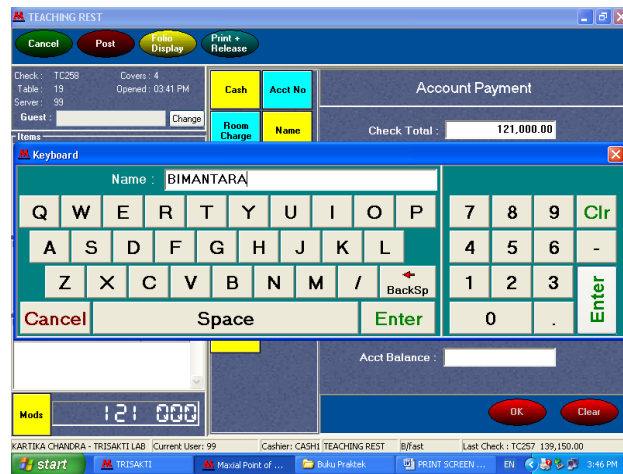 TEACHING REST
Cancel
Post
Folio Display
Print + Release
Check : TC258 Covers : 4
Table : 19 Opened : 03:41 PM
Server : 99
Guest : Change
Items
Cash
Acct No
Room Charge
Name
Account Payment
Check Total : 121,000.00
Keyboard
Name : BIMANTARA
Q W E R T Y U I O P 7 8 9 Clr
A S D F G H J K L 4 5 6 -
Z X C V B N M / BackSp 1 2 3 Enter
Cancel Space Enter 0 .
Acct Balance :
Mods 121 000
OK
Clear
KARTIKA CHANDRA - TRISAKTI LAB Current User: 99 Cashier: CASH1 TEACHING REST B/fast Last Check : TC257 139,150.00
start TRISAKTI Maxial Point of ... Buku Praktek PRINT SCREEN ... EN 3:46 PM